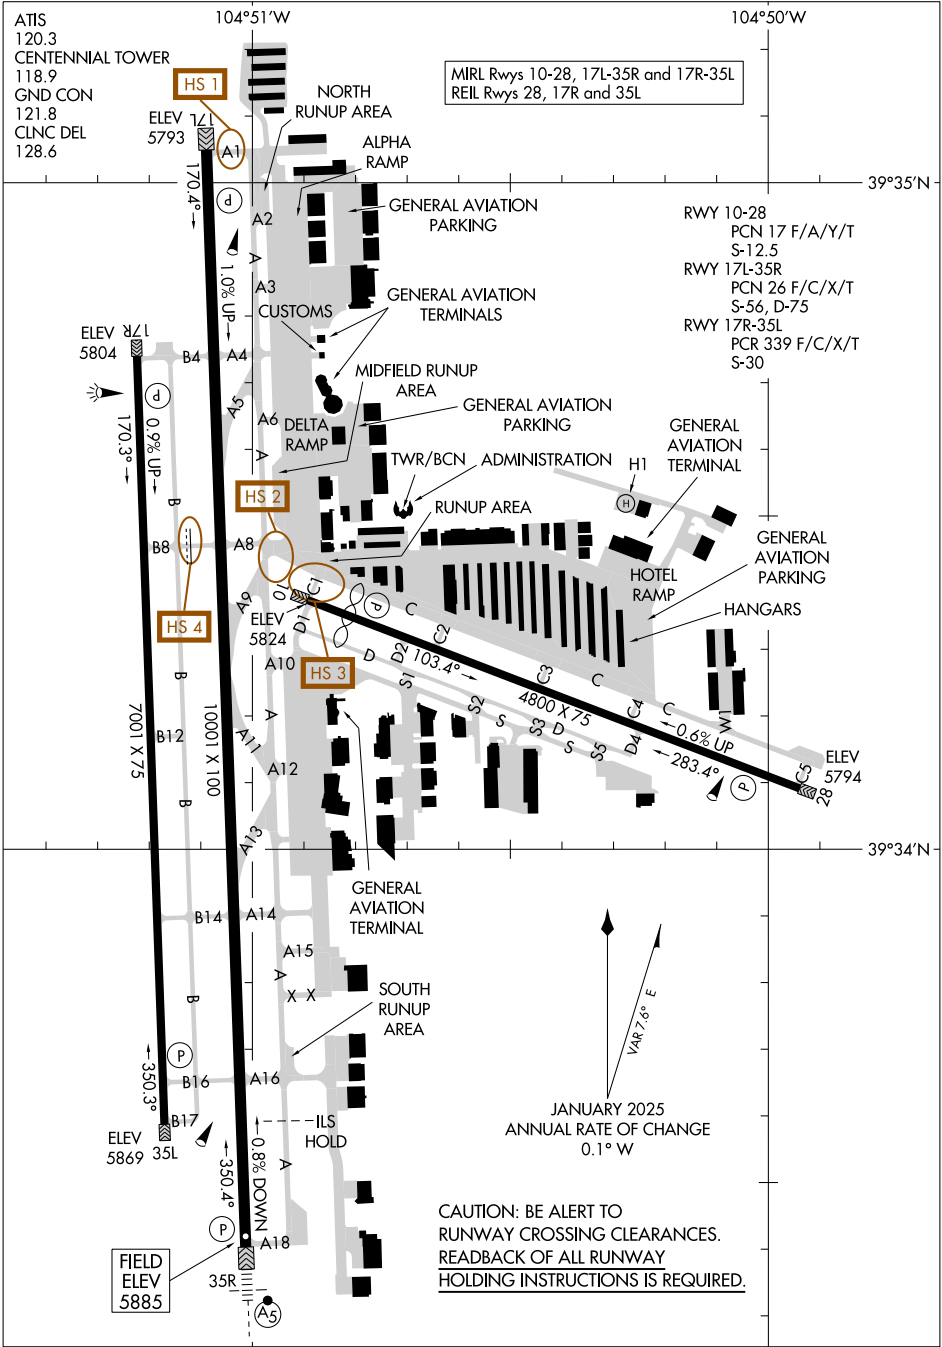 ATIS
120.3
CENTENNIAL TOWER
118.9
GND CON
121.8
CLNC DEL
128.6
104°51'W
104°50'W
MIRL Rwys 10-28, 17L-35R and 17R-35L
REIL Rwys 28, 17R and 35L
HS 1
NORTH
RUNUP AREA
ELEV
5793
17L
A1
ALPHA
RAMP
39°35'N
170.4°
P
A2
GENERAL AVIATION
PARKING
RWY 10-28
PCN 17 F/A/Y/T
S-12.5
RWY 17L-35R
PCN 26 F/C/X/T
S-56, D-75
RWY 17R-35L
PCR 339 F/C/X/T
S-30
A
1.0% UP
A3
CUSTOMS
GENERAL AVIATION
TERMINALS
ELEV
5804
17R
B4
A4
MIDFIELD RUNUP
AREA
P
170.3°
0.9% UP
A5
A6
A
DELTA
RAMP
GENERAL AVIATION
PARKING
GENERAL
AVIATION
TERMINAL
TWR/BCN
ADMINISTRATION
H1
H
HS 2
RUNUP AREA
B
B8
A8
GENERAL
AVIATION
PARKING
HOTEL
RAMP
HANGARS
A9
10
C1
P
C
ELEV
5824
D1
HS 4
HS 3
C2
103.4°
D
D2
A10
B
S1
C3
C
4800 X 75
C4
C
W1
S2
S
S3
D
S
S5
D4
0.6% UP
283.4°
P
C5
28
ELEV
5794
7001 X 75
10001 X 100
B12
A
A11
A12
B
A13
39°34'N
GENERAL
AVIATION
TERMINAL
B14
A14
A15
A
X X
B
SOUTH
RUNUP
AREA
VAR 7.6° E
P
350.3°
B16
A16
JANUARY 2025
ANNUAL RATE OF CHANGE
0.1° W
B17
ELEV
5869
35L
ILS
HOLD
350.4°
0.8% DOWN
A
P
A18
FIELD
ELEV
5885
35R
A5
CAUTION: BE ALERT TO
RUNWAY CROSSING CLEARANCES.
READBACK OF ALL RUNWAY
HOLDING INSTRUCTIONS IS REQUIRED.